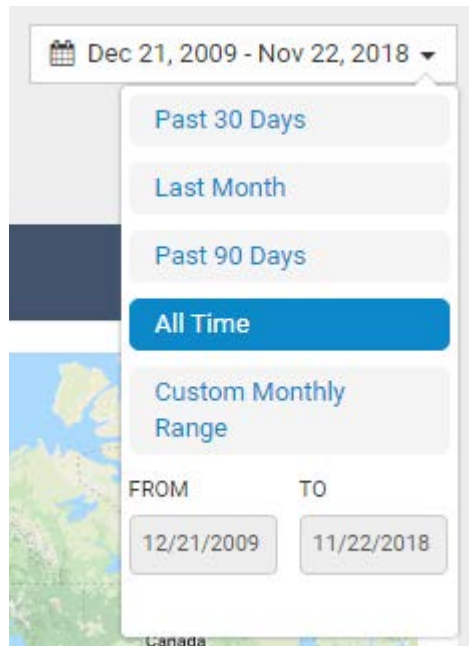 Dec 21, 2009 - Nov 22, 2018
Past 30 Days
Last Month
Past 90 Days
All Time
Custom Monthly
Range
FROM TO
12/21/2009 11/22/2018
Canada